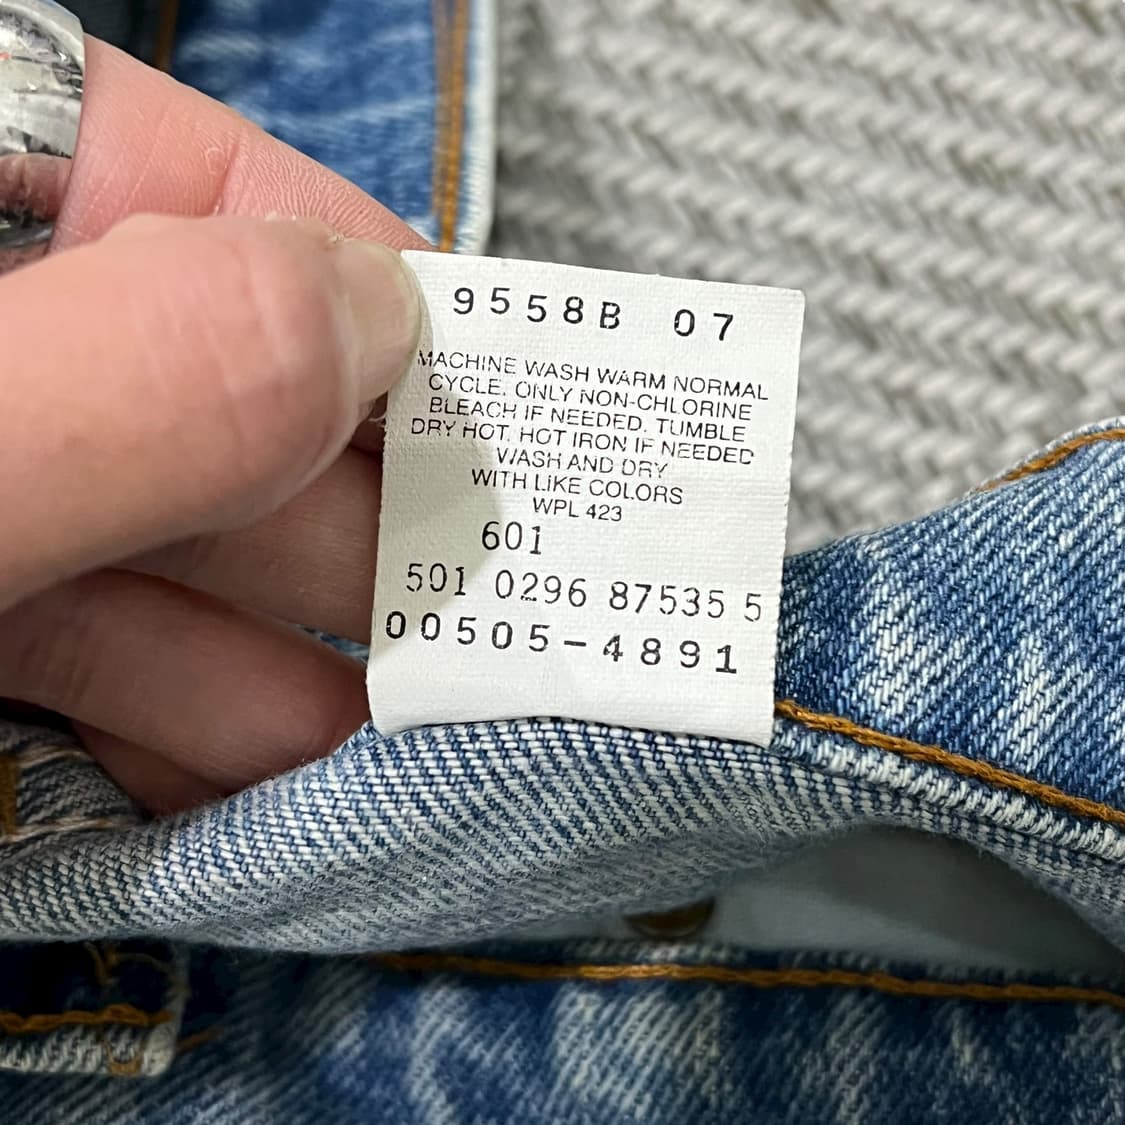 9558B 07
MACHINE WASH WARM NORMAL
CYCLE. ONLY NON-CHLORINE
BLEACH IF NEEDED. TUMBLE
DRY HOT. HOT IRON IF NEEDED
WASH AND DRY
WITH LIKE COLORS
WPL 423
601
501 0296 87535 5
00505-4891